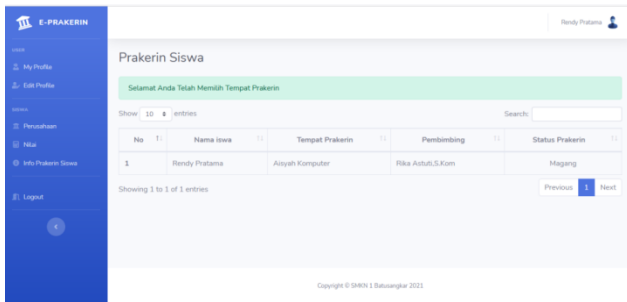 E-PRAKERIN
Rendy Pratama
USER
My Profile
Edit Profile
SISWA
Perusahaan
Nilai
Info Prakerin Siswa
Logout
Prakerin Siswa
Selamat Anda Telah Memilih Tempat Prakerin
Show 10 entries
Search:
No Nama iswa Tempat Prakerin Pembimbing Status Prakerin
1 Rendy Pratama Aisyah Komputer Rika Astuti,S.Kom Magang
Showing 1 to 1 of 1 entries
Previous 1 Next
Copyright © SMKN 1 Batusangkar 2021